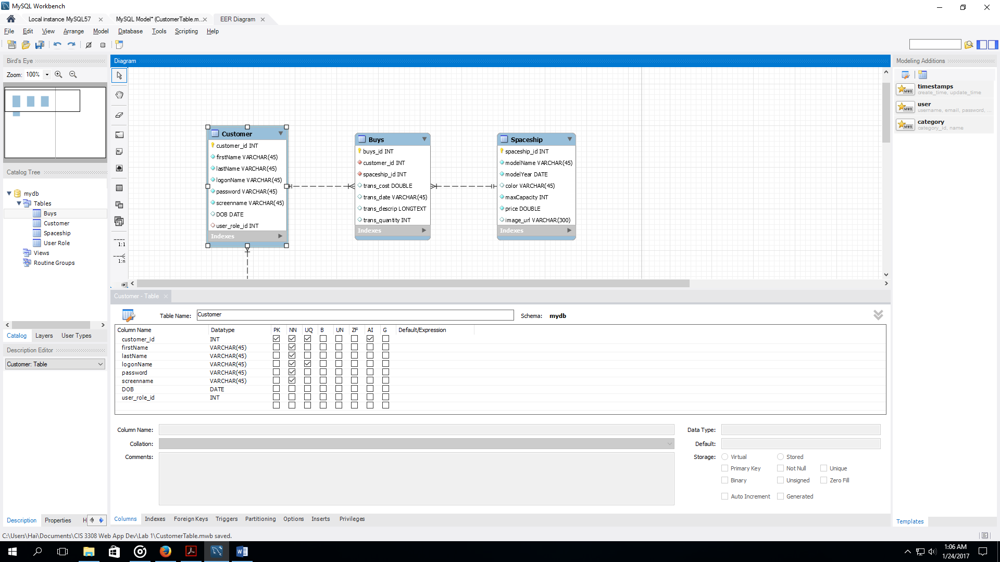 MySQL Workbench
Local instance MySQL57
MySQL Model* (CustomerTable.m...
EER Diagram
File Edit View Arrange Model Database Tools Scripting Help
Bird's Eye
Zoom: 100%
Catalog Tree
mydb
Tables
Buys
Customer
Spaceship
User Role
Views
Routine Groups
Catalog Layers User Types
Description Editor
Customer: Table
Description Properties H
Diagram
1:1
1:n
Customer
customer_id INT
firstName VARCHAR(45)
lastName VARCHAR(45)
logonName VARCHAR(45)
password VARCHAR(45)
screenname VARCHAR(45)
DOB DATE
user_role_id INT
Indexes
Buys
buys_id INT
customer_id INT
spaceship_id INT
trans_cost DOUBLE
trans_date VARCHAR(45)
trans_descrip LONGTEXT
trans_quantity INT
Indexes
Spaceship
spaceship_id INT
modelName VARCHAR(45)
modelYear DATE
color VARCHAR(45)
maxCapacity INT
price DOUBLE
image_url VARCHAR(300)
Indexes
Modeling Additions
MWB
timestamps
create_time, update_time
MWB
user
username, email, password, ...
MWB
category
category_id, name
Templates
Customer - Table
Table Name: Customer Schema: mydb
Column Name Datatype PK NN UQ B UN ZF AI G Default/Expression
customer_id INT
firstName VARCHAR(45)
lastName VARCHAR(45)
logonName VARCHAR(45)
password VARCHAR(45)
screenname VARCHAR(45)
DOB DATE
user_role_id INT
Column Name: Data Type:
Collation: Default:
Comments: Storage: Virtual Stored
Primary Key Not Null Unique
Binary Unsigned Zero Fill
Auto Increment Generated
Columns Indexes Foreign Keys Triggers Partitioning Options Inserts Privileges
C:\Users\Hai\Documents\CIS 3308 Web App Dev\Lab 1\CustomerTable.mwb saved.
1:06 AM
1/24/2017